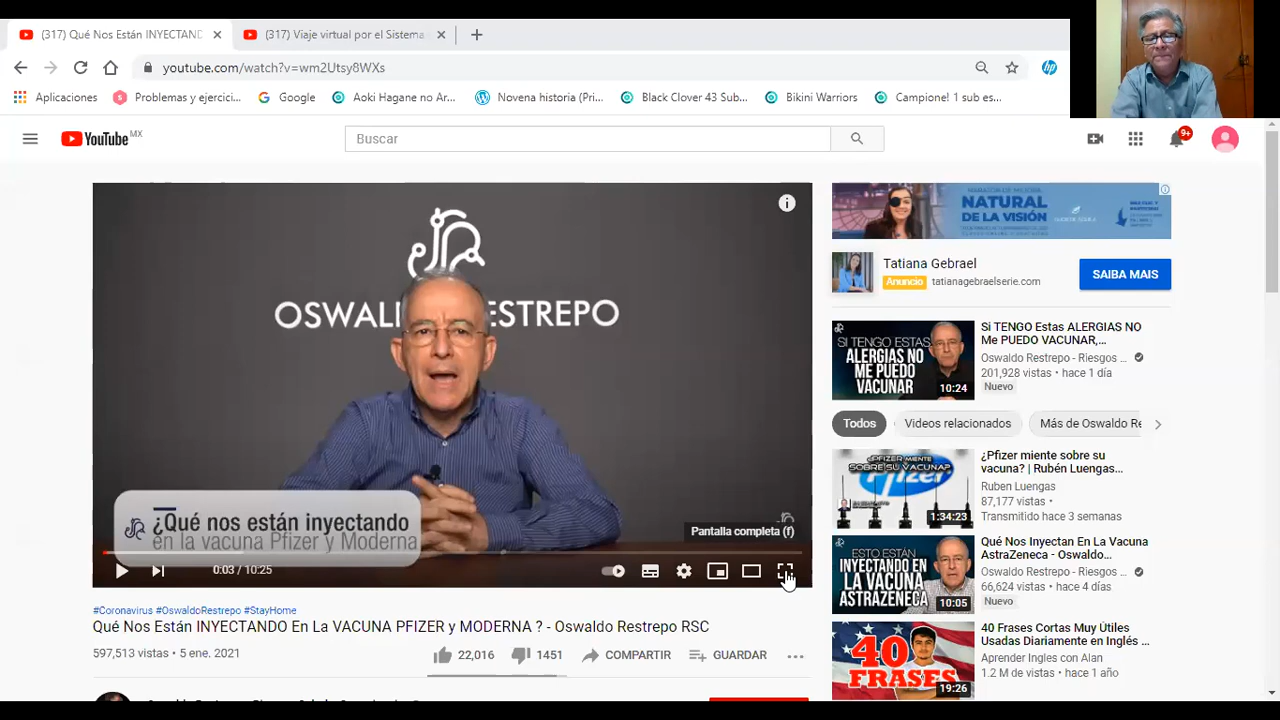 (317) Qué Nos Están INYECTAND
(317) Viaje virtual por el Sistema
youtube.com/watch?v=wm2Utsy8WXs
Aplicaciones
Problemas y ejercici...
Google
Aoki Hagane no Ar...
Novena historia (Pri...
Black Clover 43 Sub...
Bikini Warriors
Campione! 1 sub es...
YouTube MX
Buscar
9+
OSWALDO RESTREPO
¿Qué nos están inyectando
en la vacuna Pfizer y Moderna
Pantalla completa (f)
0:03 / 10:25
#Coronavirus #OswaldoRestrepo #StayHome
Qué Nos Están INYECTANDO En La VACUNA PFIZER y MODERNA ? - Oswaldo Restrepo RSC
597,513 vistas • 5 ene. 2021
22,016
1451
COMPARTIR
GUARDAR
NATURAL
DE LA VISIÓN
Tatiana Gebrael
Anuncio tatianagebraelserie.com
SAIBA MAIS
SI TENGO ESTAS
ALERGIAS NO
ME PUEDO
VACUNAR
10:24
Si TENGO Estas ALERGIAS NO
Me PUEDO VACUNAR,...
Oswaldo Restrepo - Riesgos ...
201,928 vistas • hace 1 día
Nuevo
Todos
Videos relacionados
Más de Oswaldo Re
¿PFIZER MIENTE
SOBRE SU VACUNA?
Pfizer
1:34:23
¿Pfizer miente sobre su
vacuna? | Rubén Luengas...
Ruben Luengas
87,177 vistas •
Transmitido hace 3 semanas
ESTO ESTÁN
INYECTANDO EN
LA VACUNA
ASTRAZENECA
10:05
Qué Nos Inyectan En La Vacuna
AstraZeneca - Oswaldo...
Oswaldo Restrepo - Riesgos ...
66,624 vistas • hace 4 días
Nuevo
40
FRASES
19:26
40 Frases Cortas Muy Útiles
Usadas Diariamente en Inglés ...
Aprender Ingles con Alan
1.2 M de vistas • hace 1 año